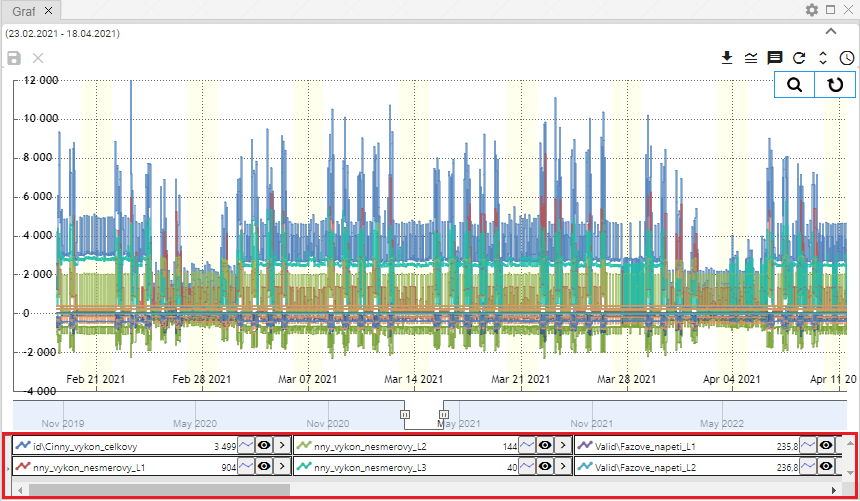 Graf
(23.02.2021 - 18.04.2021)
12 000
10 000
8 000
6 000
4 000
2 000
0
-2 000
-4 000
Feb 21 2021 Feb 28 2021 Mar 07 2021 Mar 14 2021 Mar 21 2021 Mar 28 2021 Apr 04 2021 Apr 11 20
Nov 2019 May 2020 Nov 2020 May 2021 Nov 2021 May 2022
id\Cinny_vykon_celkovy 3 499 nny_vykon_nesmerovy_L2 144 Valid\Fazove_napeti_L1 235.8
nny_vykon_nesmerovy_L1 904 nny_vykon_nesmerovy_L3 40 Valid\Fazove_napeti_L2 236.8